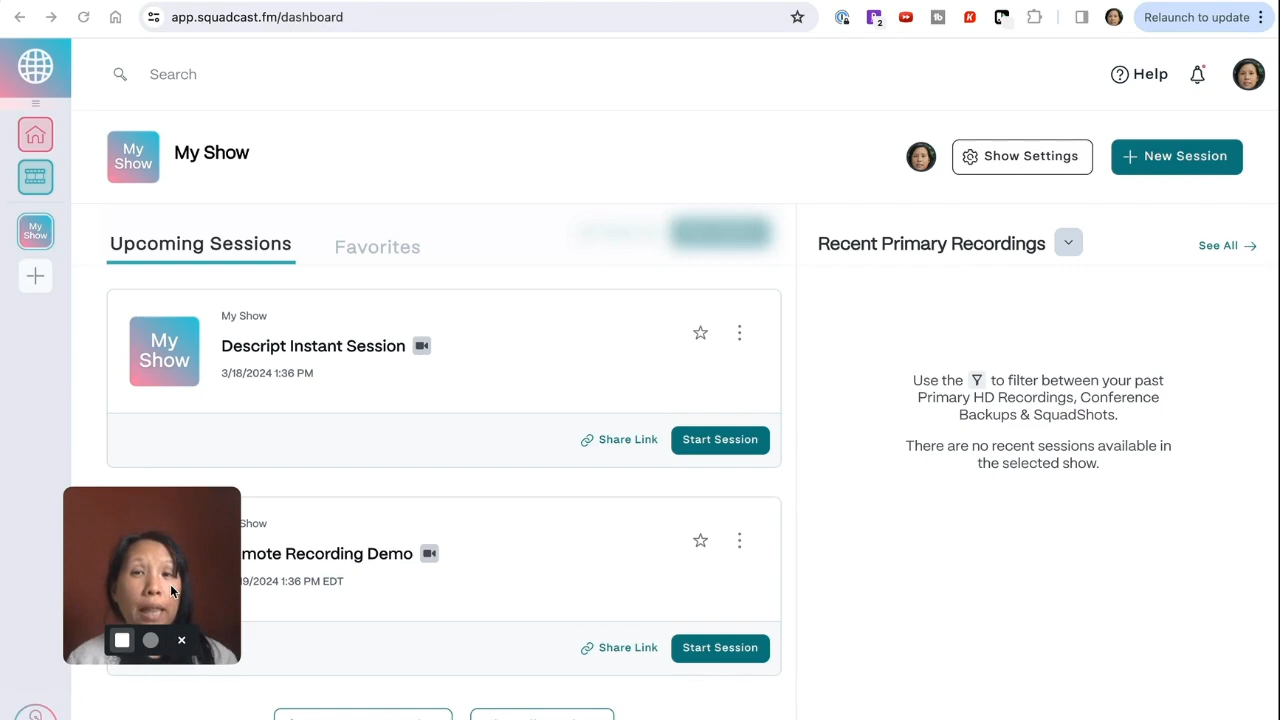 app.squadcast.fm/dashboard
2
Relaunch to update
Search
Help
My
Show
My Show
Show Settings
New Session
My
Show
Upcoming Sessions
Favorites
Recent Primary Recordings
See All
My Show
My
Show
Descript Instant Session
3/18/2024 1:36 PM
Share Link
Start Session
Use the to filter between your past
Primary HD Recordings, Conference
Backups & SquadShots.
There are no recent sessions available in
the selected show.
Show
mote Recording Demo
19/2024 1:36 PM EDT
Share Link
Start Session